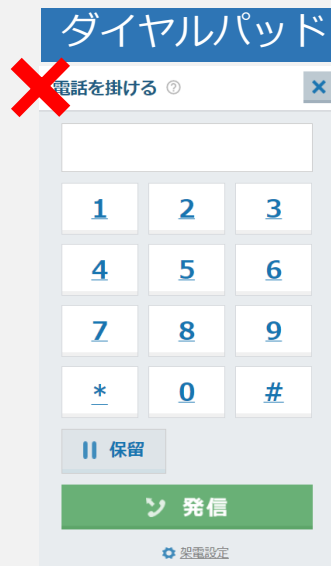 ダイヤルパッド
電話を掛ける ?
1 2 3
4 5 6
7 8 9
* 0 #
保留
発信
架電設定